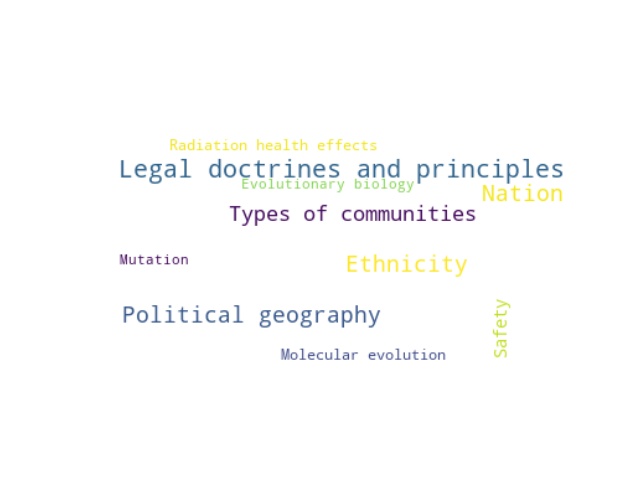 Radiation health effects
Legal doctrines and principles
Evolutionary biology
Nation
Types of communities
Mutation
Ethnicity
Political geography
Safety
Molecular evolution